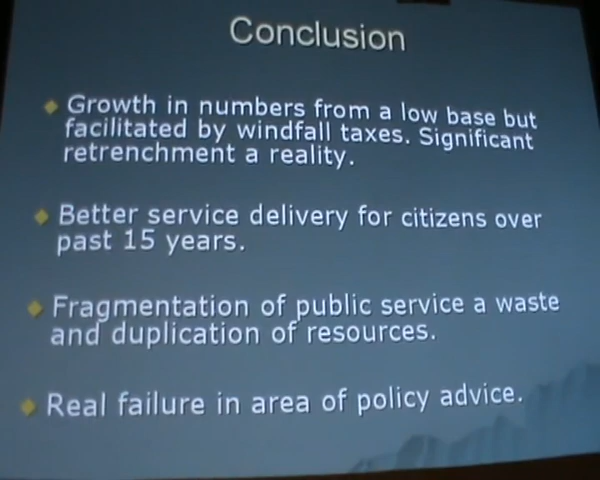 Conclusion
Growth in numbers from a low base but
facilitated by windfall taxes. Significant
retrenchment a reality.
Better service delivery for citizens over
past 15 years.
Fragmentation of public service a waste
and duplication of resources.
Real failure in area of policy advice.